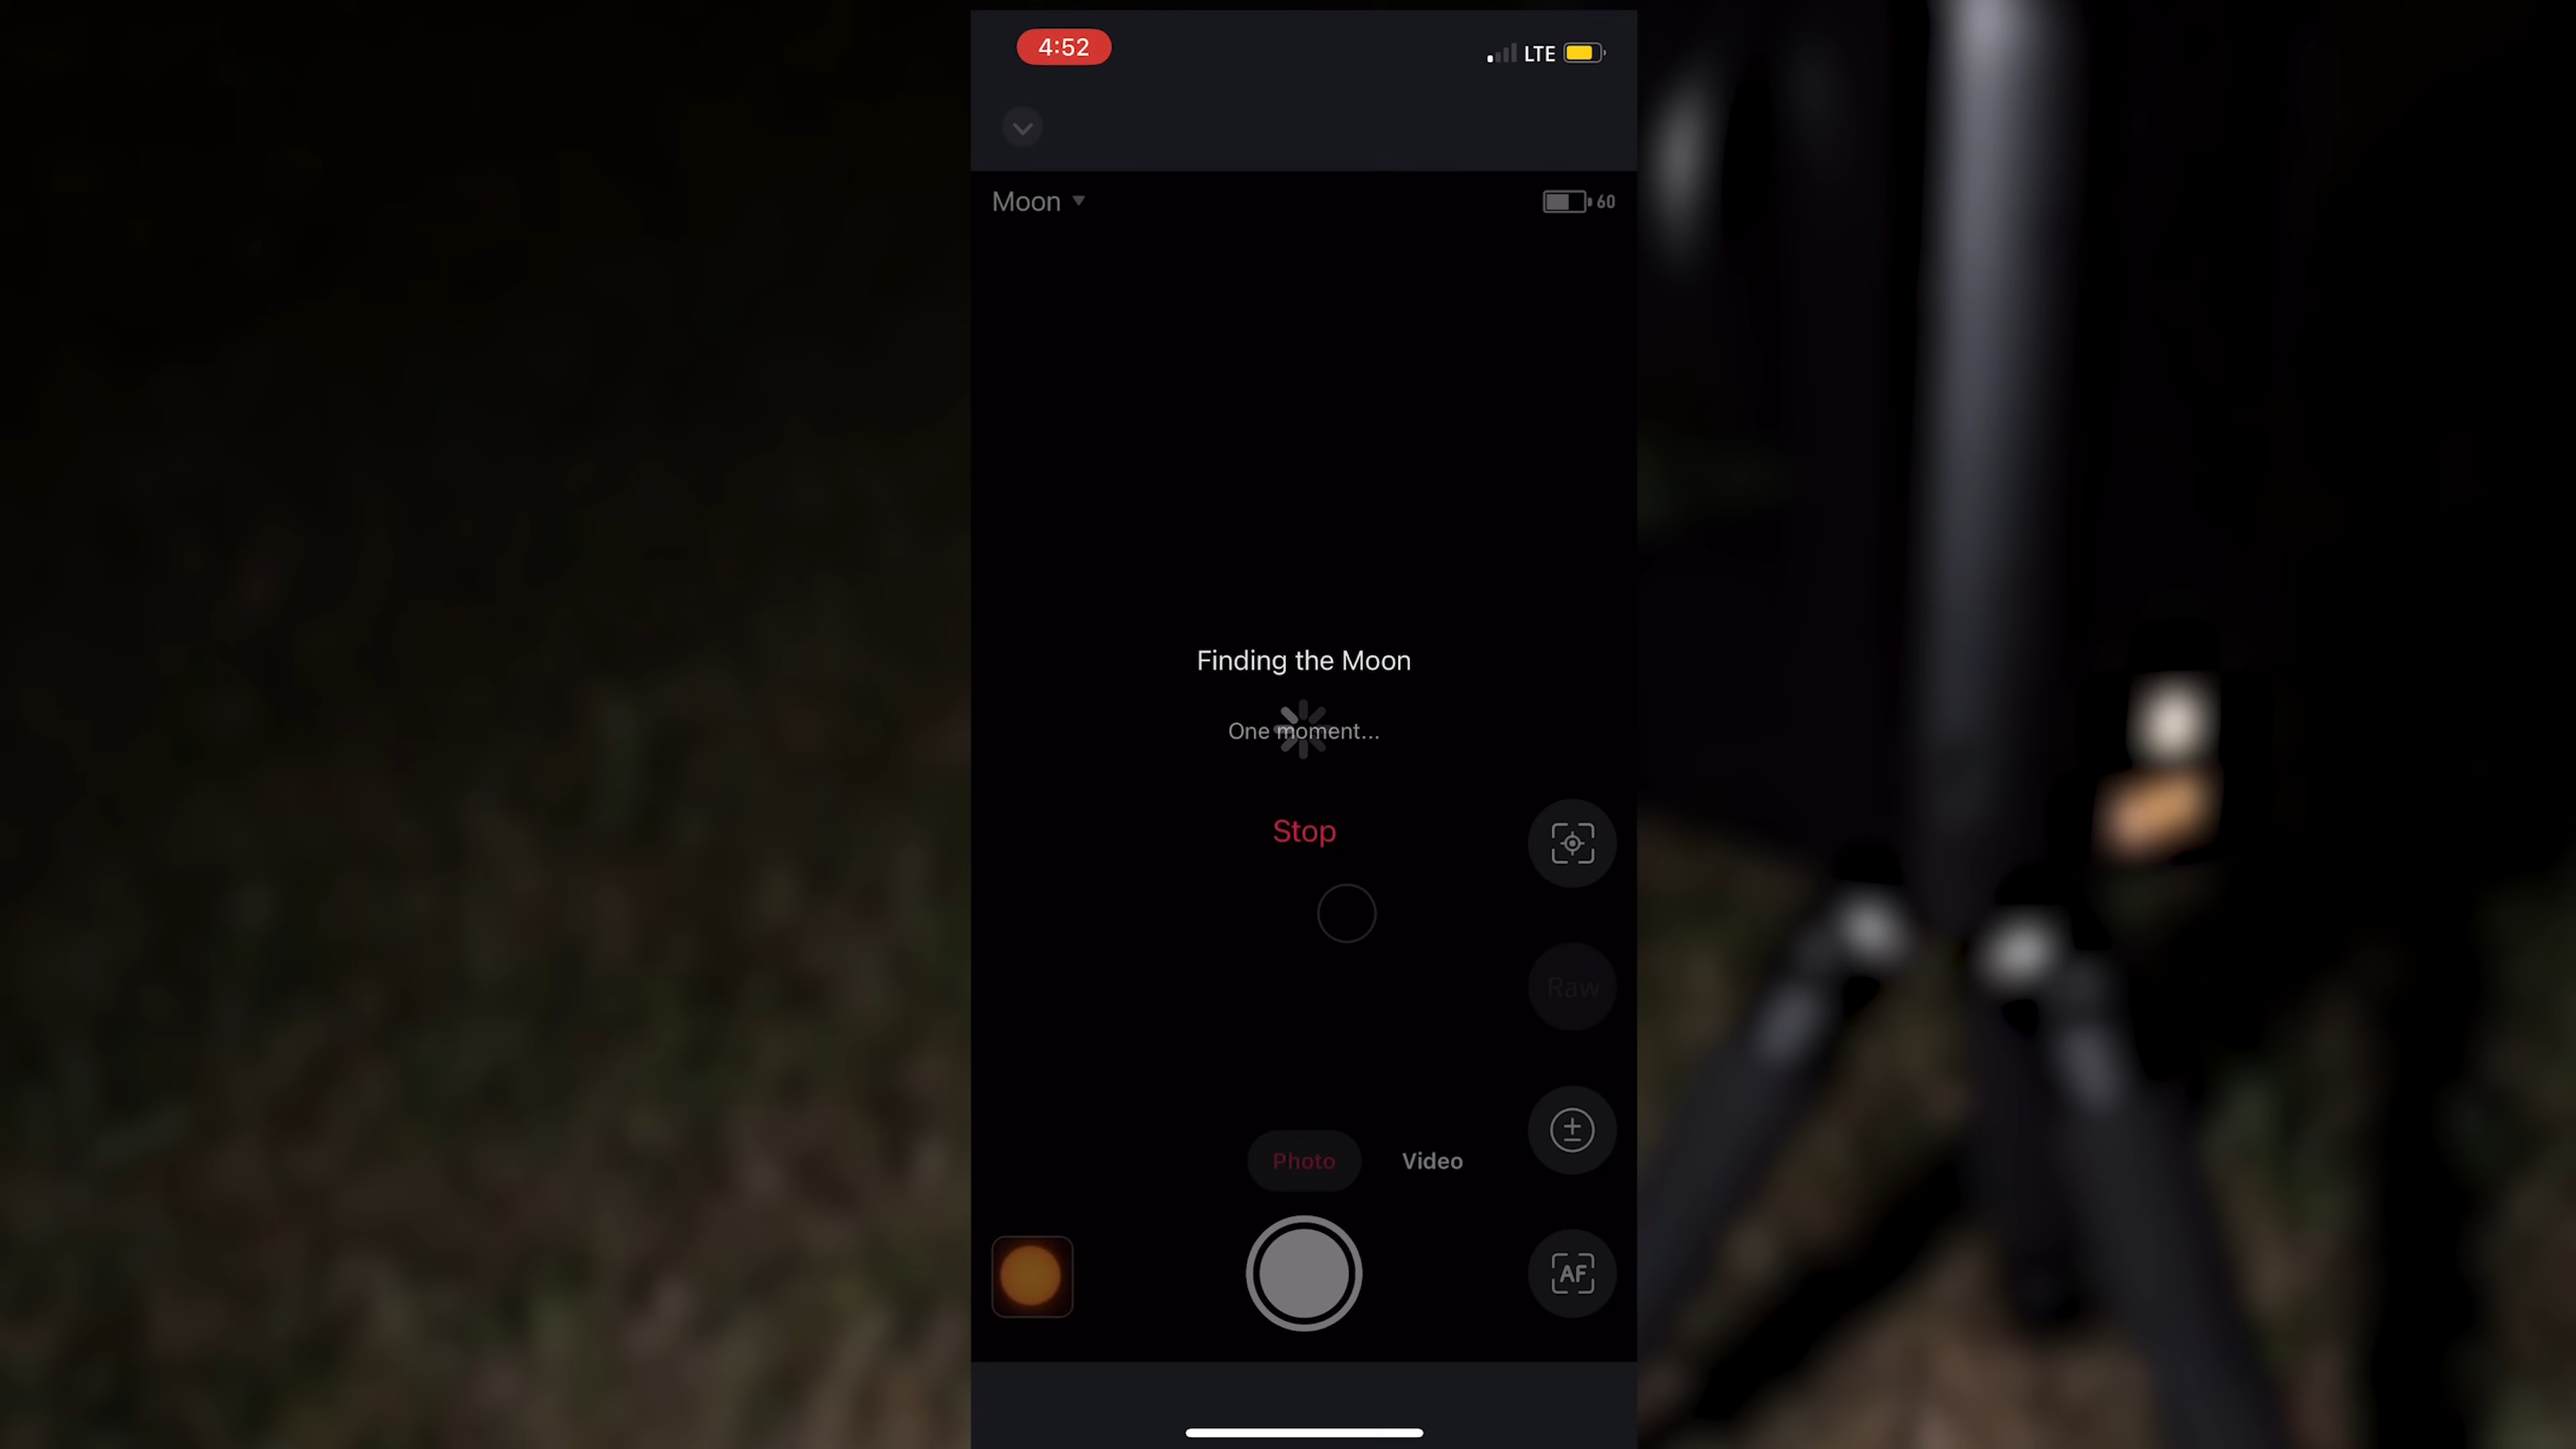 4:52
LTE
Moon
60
Finding the Moon
One moment...
Stop
Raw
Photo
Video
AF